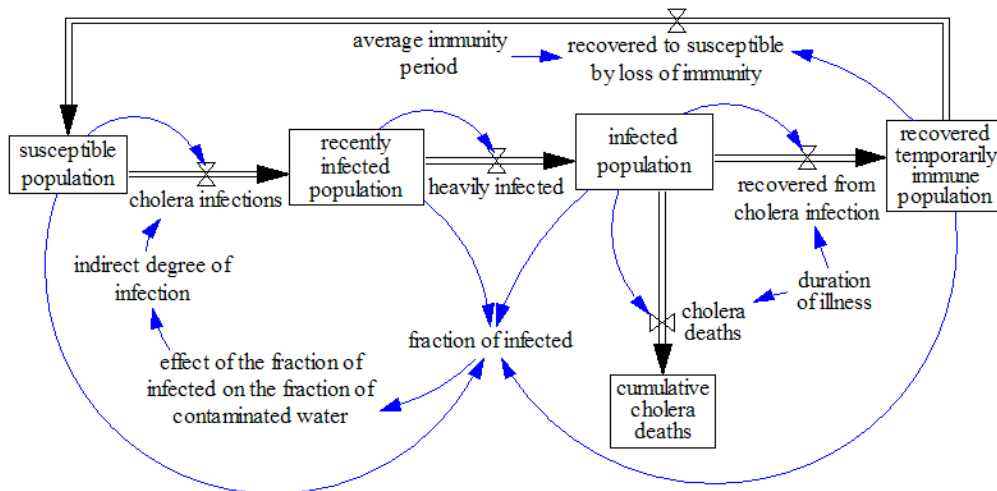 average immunity
period
recovered to susceptible
by loss of immunity
susceptible
population
cholera infections
recently
infected
population
heavily infected
infected
population
recovered from
cholera infection
recovered
temporarily
immune
population
indirect degree of
infection
duration
of illness
cholera
deaths
fraction of infected
effect of the fraction of
infected on the fraction of
contaminated water
cumulative
cholera
deaths